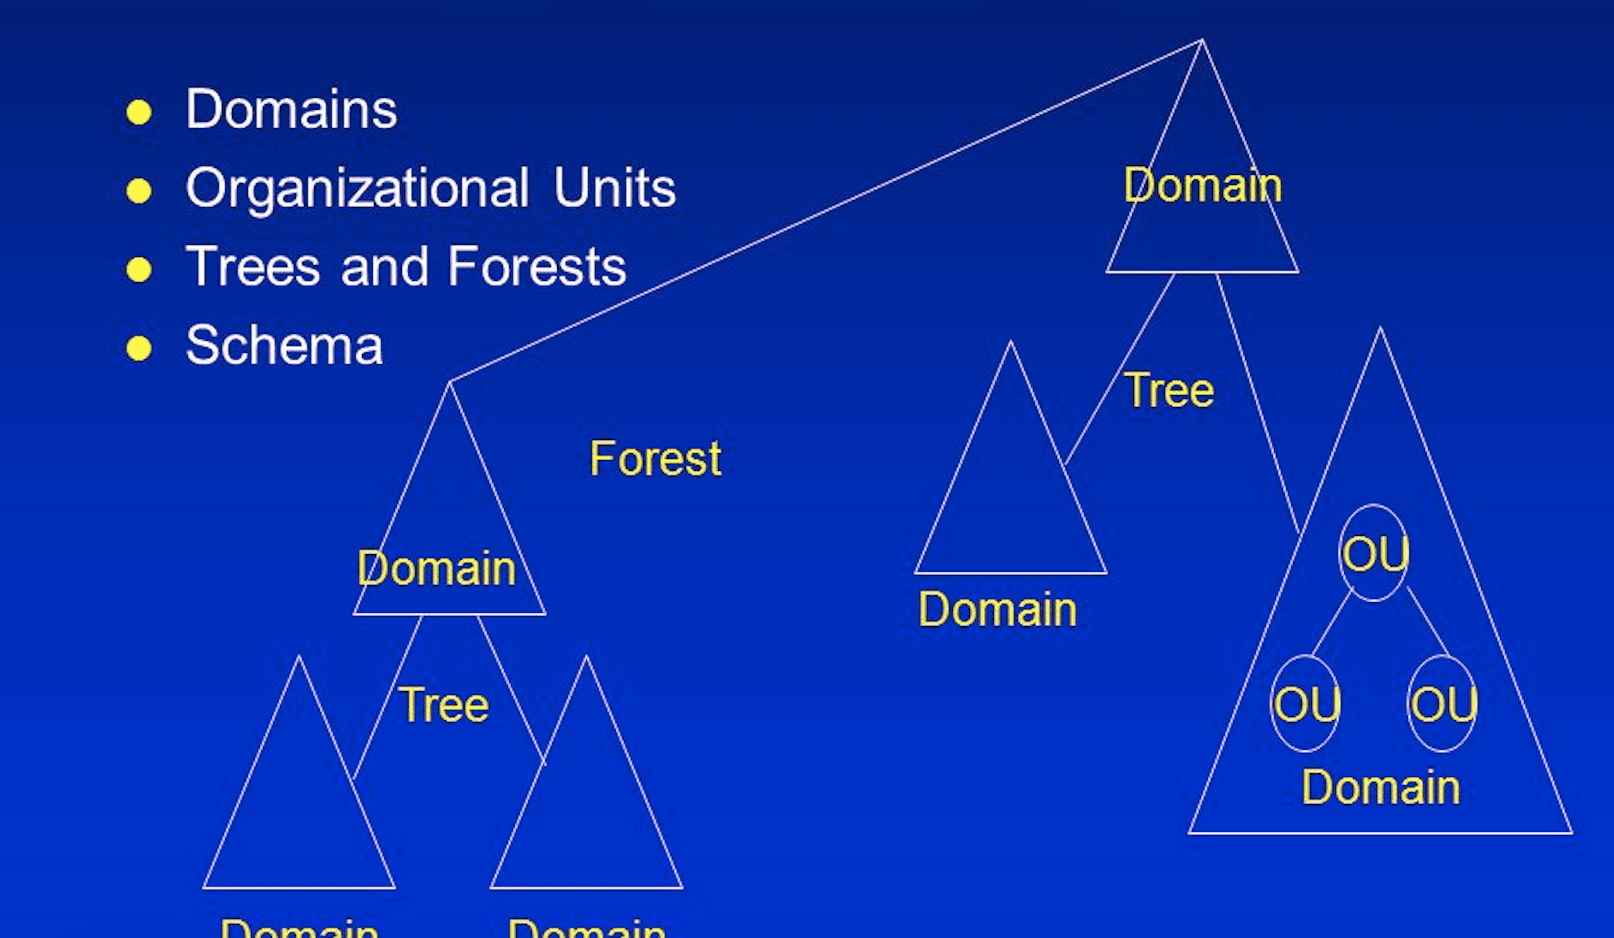 Domains
Organizational Units
Trees and Forests
Schema
Domain
Tree
Forest
Domain
Domain
OU
OU OU
Domain
Tree
Domain Domain